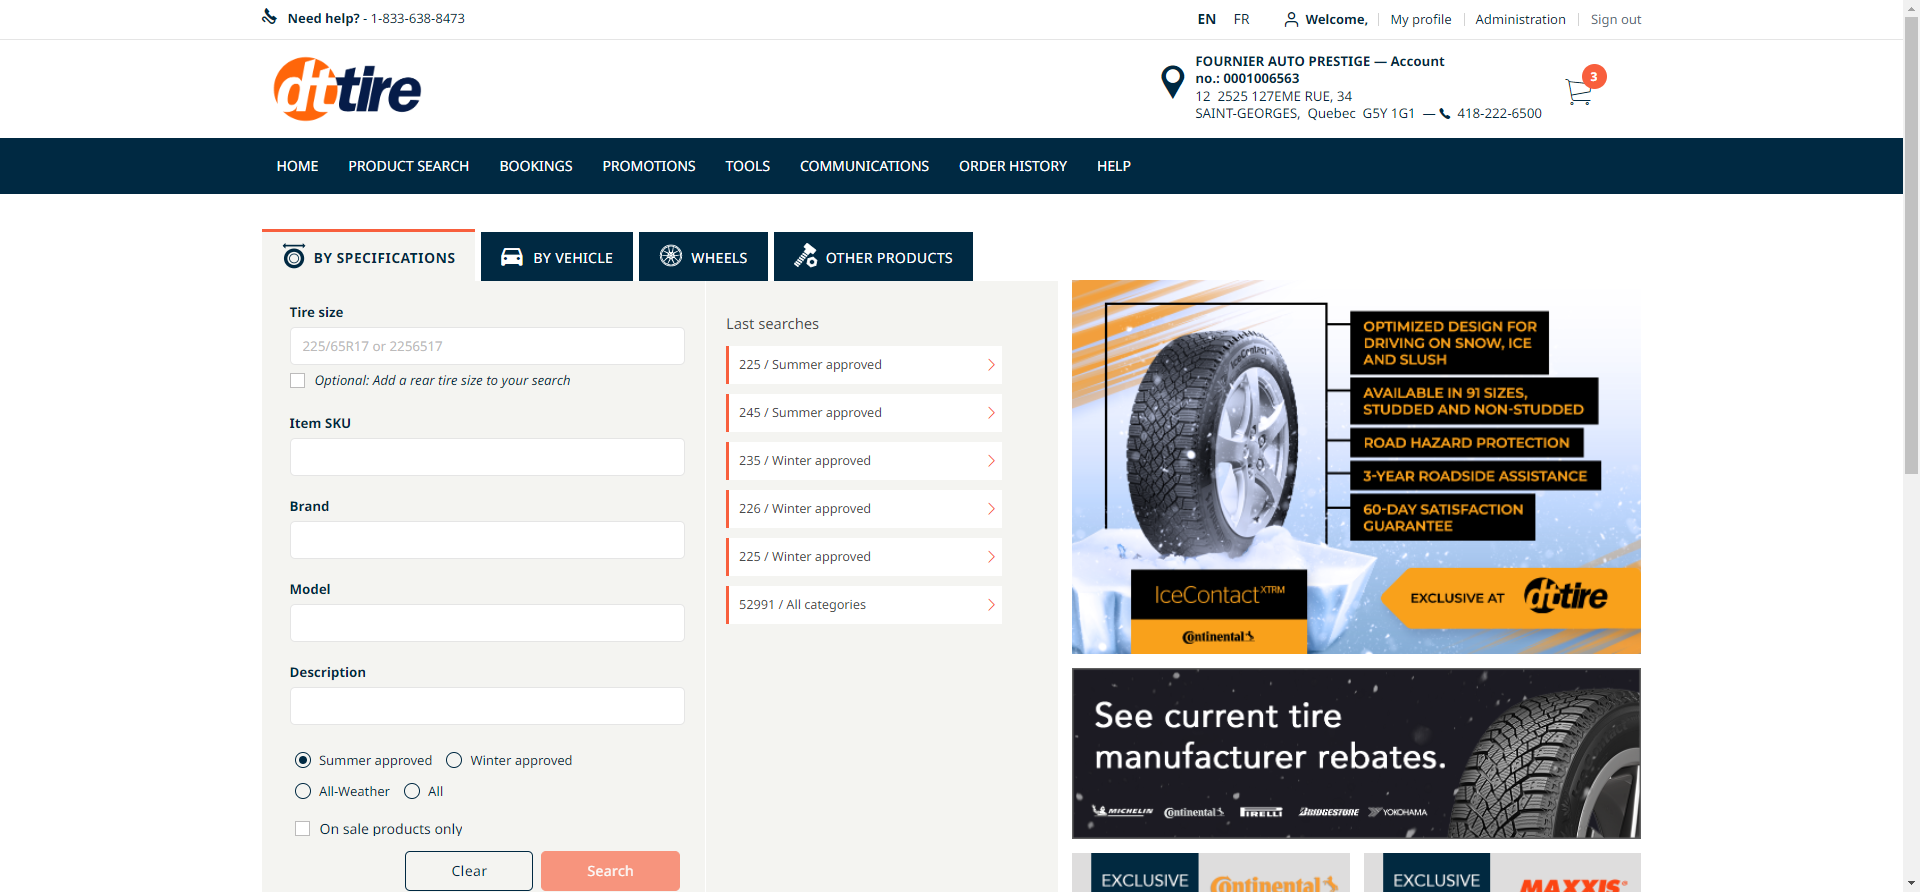 Need help? - 1-833-638-8473
EN FR Welcome, My profile Administration Sign out
dttire
FOURNIER AUTO PRESTIGE — Account
no.: 0001006563
12 2525 127EME RUE, 34
SAINT-GEORGES, Quebec G5Y 1G1 — 418-222-6500
3
HOME PRODUCT SEARCH BOOKINGS PROMOTIONS TOOLS COMMUNICATIONS ORDER HISTORY HELP
BY SPECIFICATIONS BY VEHICLE WHEELS OTHER PRODUCTS
Tire size
225/65R17 or 2256517
Optional: Add a rear tire size to your search
Item SKU
Brand
Model
Description
Summer approved Winter approved
All-Weather All
On sale products only
Clear Search
Last searches
225 / Summer approved
245 / Summer approved
235 / Winter approved
226 / Winter approved
225 / Winter approved
52991 / All categories
OPTIMIZED DESIGN FOR
DRIVING ON SNOW, ICE
AND SLUSH
AVAILABLE IN 91 SIZES,
STUDDED AND NON-STUDDED
ROAD HAZARD PROTECTION
3-YEAR ROADSIDE ASSISTANCE
60-DAY SATISFACTION
GUARANTEE
IceContact XTRM
Continental
EXCLUSIVE AT dttire
See current tire
manufacturer rebates.
MICHELIN Continental PIRELLI BRIDGESTONE YOKOHAMA
EXCLUSIVE Continental
EXCLUSIVE MAXXIS